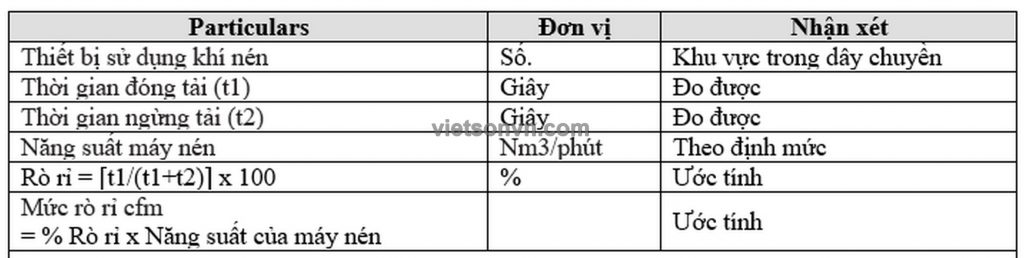 Particulars Đơn vị Nhận xét
Thiết bị sử dụng khí nén Số. Khu vực trong dây chuyền
Thời gian đóng tải (t1) Giây Đo được
Thời gian ngừng tải (t2) Giây Đo được
vietsonvn.com
Năng suất máy nén Nm3/phút Theo định mức
Rò rỉ = [t1/(t1+t2)] x 100 % Ước tính
Mức rò rỉ cfm
= % Rò rỉ x Năng suất của máy nén Ước tính